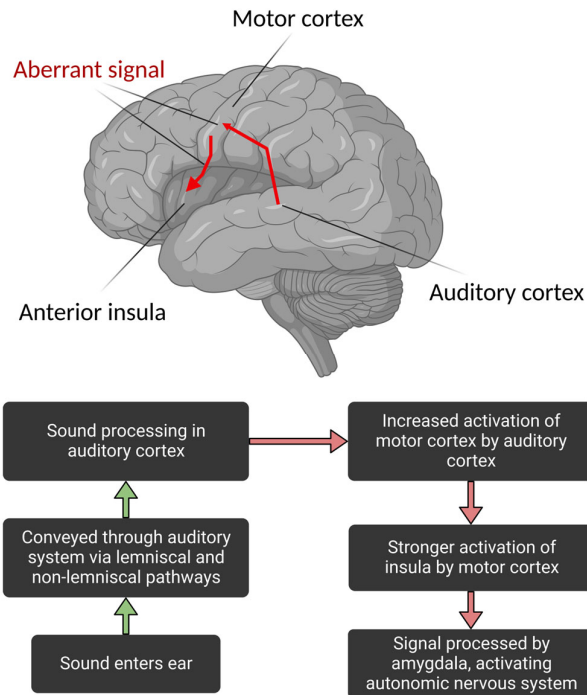 Motor cortex
Aberrant signal
Anterior insula
Auditory cortex
Sound processing in
auditory cortex
Increased activation of
motor cortex by auditory
cortex
Conveyed through auditory
system via lemniscal and
non-lemniscal pathways
Stronger activation of
insula by motor cortex
Sound enters ear
Signal processed by
amygdala, activating
autonomic nervous system